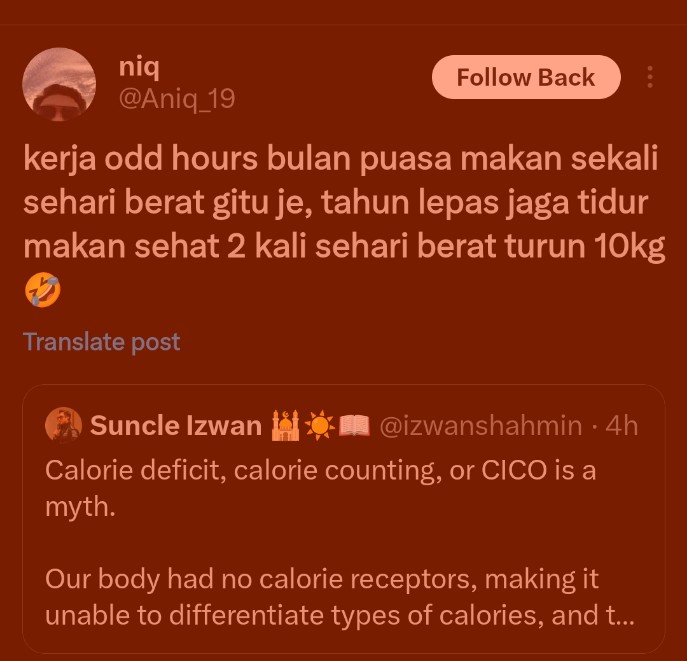 niq
@Aniq_19
Follow Back
kerja odd hours bulan puasa makan sekali
sehari berat gitu je, tahun lepas jaga tidur
makan sehat 2 kali sehari berat turun 10kg
🤣
Translate post
Suncle Izwan 🕌☀️📖 @izwanshahmin · 4h
Calorie deficit, calorie counting, or CICO is a
myth.
Our body had no calorie receptors, making it
unable to differentiate types of calories, and t...